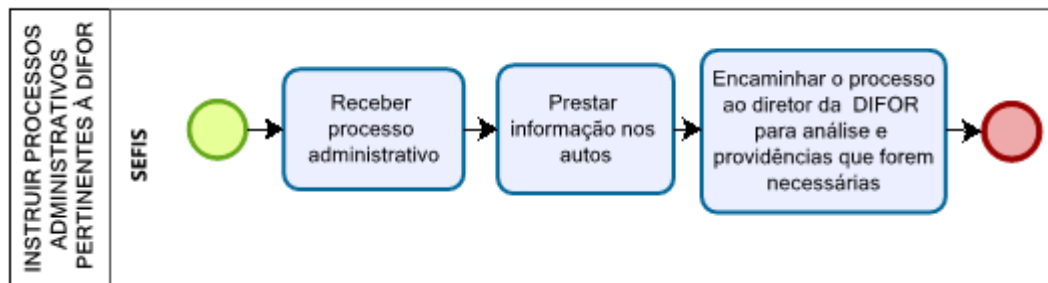 INSTRUIR PROCESSOS
ADMINISTRATIVOS
PERTINENTES À DIFOR
SEFIS
Receber
processo
administrativo
Prestar
informação nos
autos
Encaminhar o processo
ao diretor da DIFOR
para análise e
providências que forem
necessárias